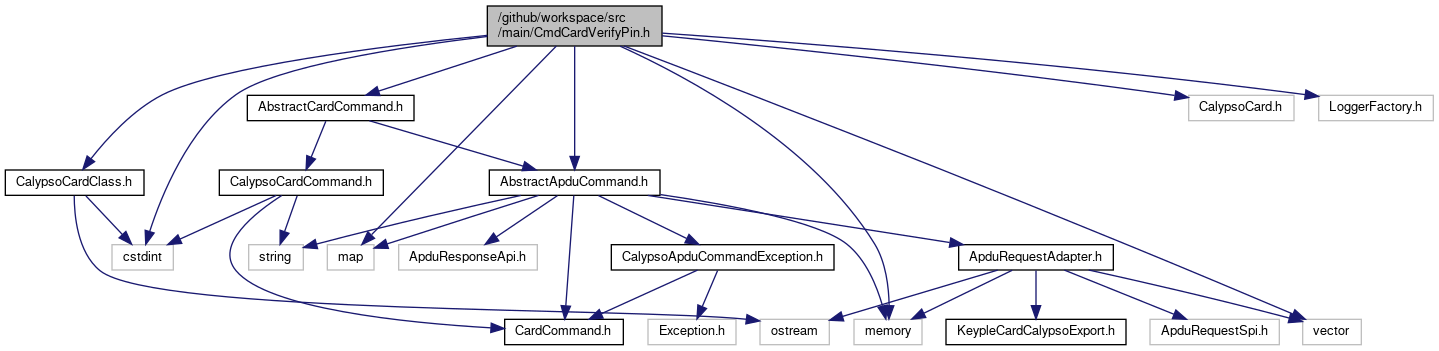 /github/workspace/src
/main/CmdCardVerifyPin.h
AbstractCardCommand.h
CalypsoCard.h
LoggerFactory.h
CalypsoCardClass.h
CalypsoCardCommand.h
AbstractApduCommand.h
cstdint
string
map
ApduResponseApi.h
CalypsoApduCommandException.h
ApduRequestAdapter.h
CardCommand.h
Exception.h
ostream
memory
KeypleCardCalypsoExport.h
ApduRequestSpi.h
vector